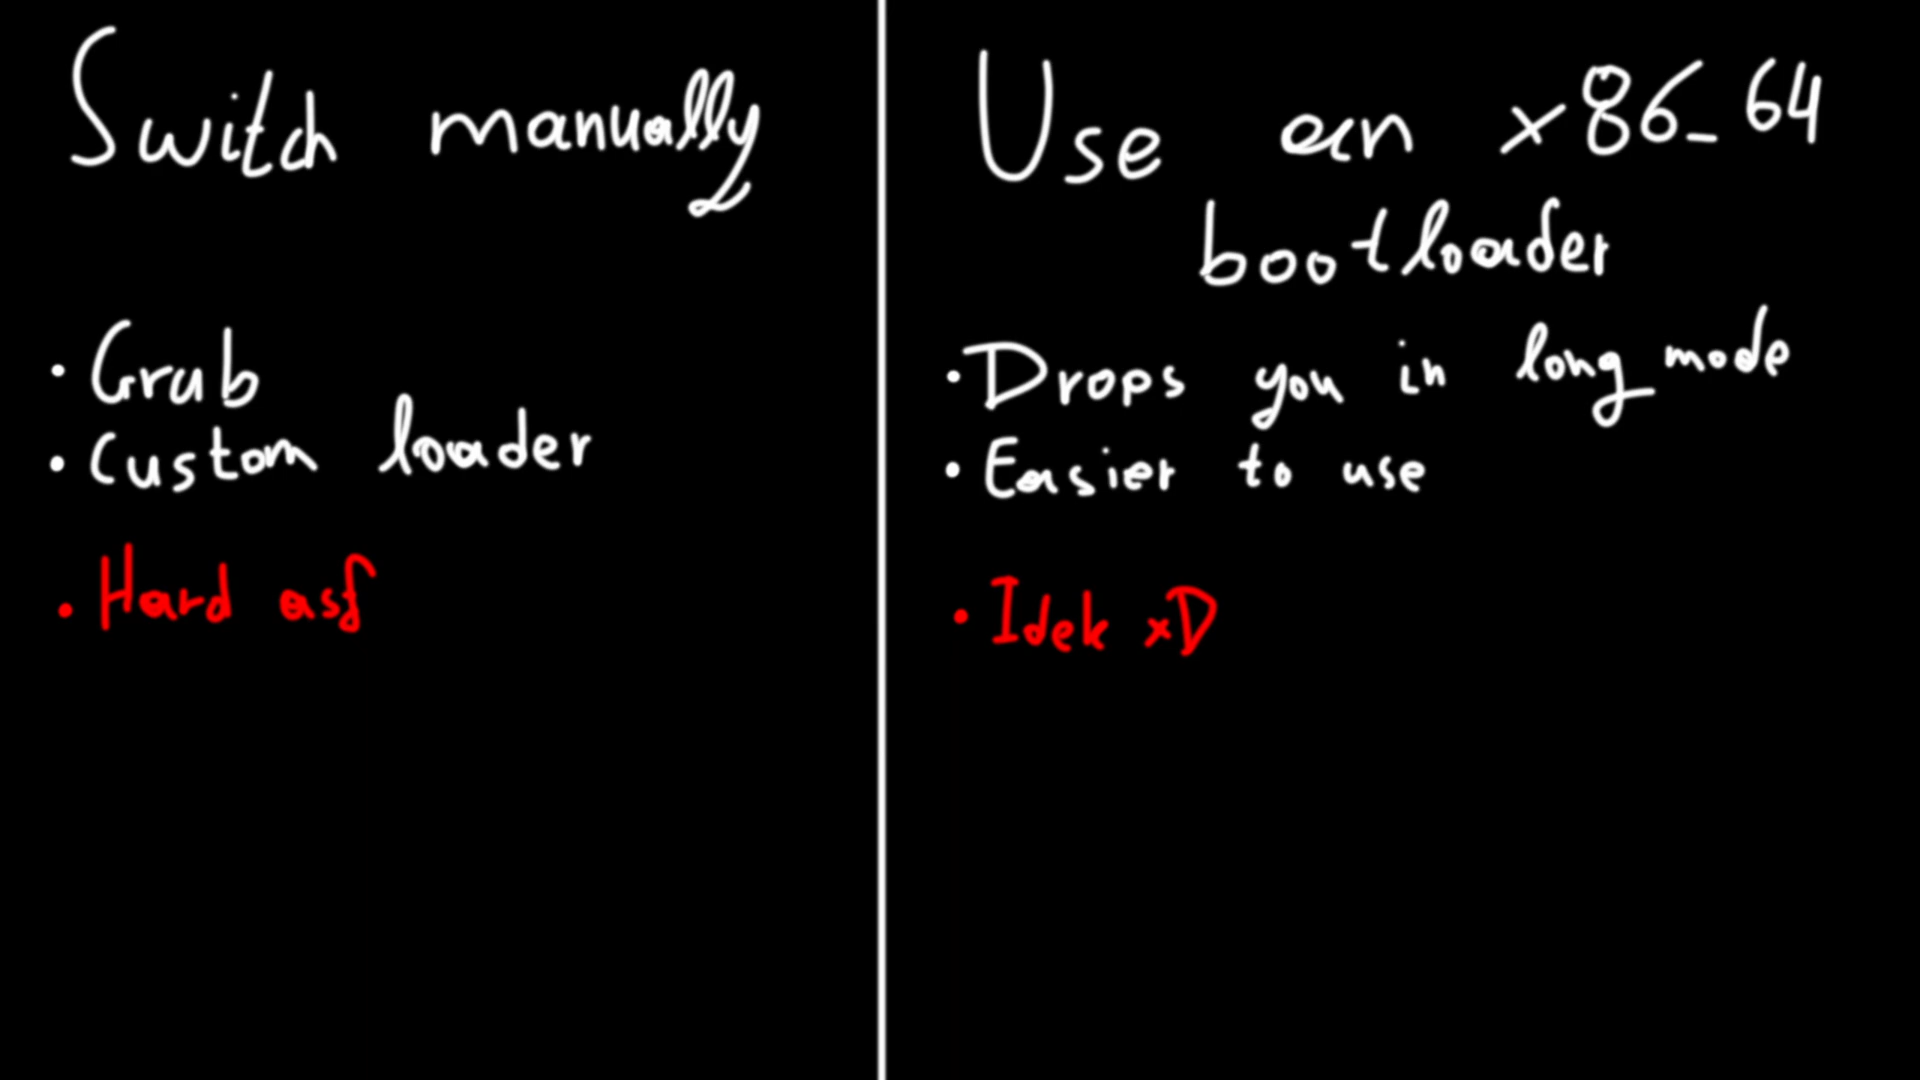 Switch manually
• Grub
• Custom loader
• Hard asf
Use an x86_64
bootloader
• Drops you in long mode
• Easier to use
• Idek xD